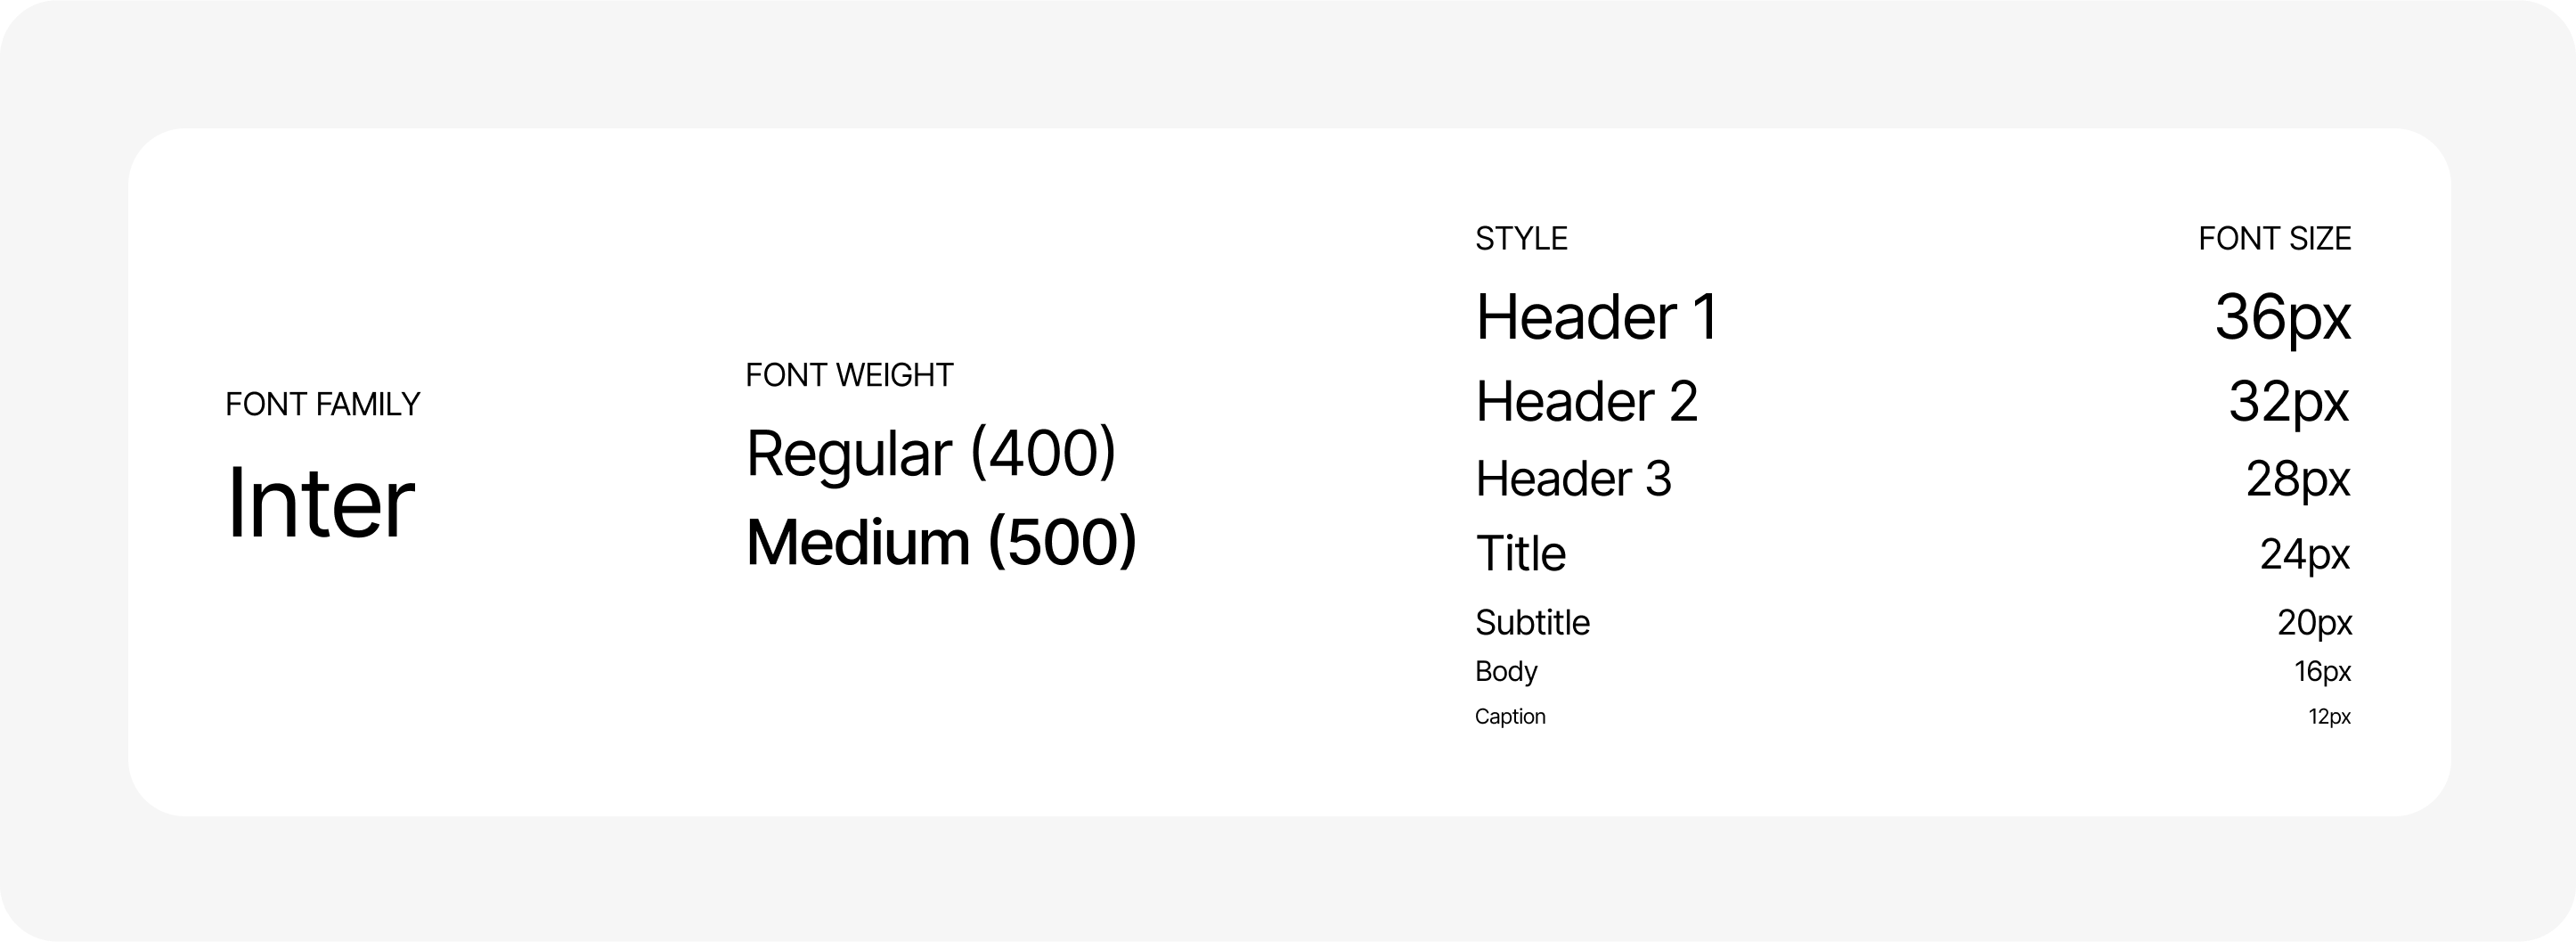 FONT FAMILY
Inter
FONT WEIGHT
Regular (400)
Medium (500)
STYLE FONT SIZE
Header 1 36px
Header 2 32px
Header 3 28px
Title 24px
Subtitle 20px
Body 16px
Caption 12px